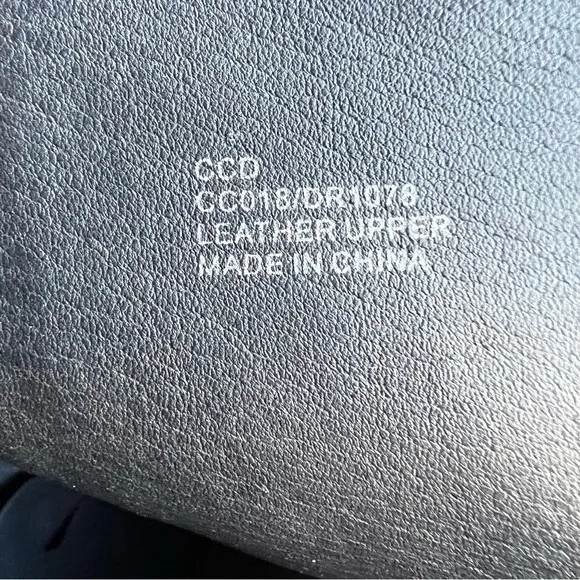 CCD
CC018/DR1078
LEATHER UPPER
MADE IN CHINA